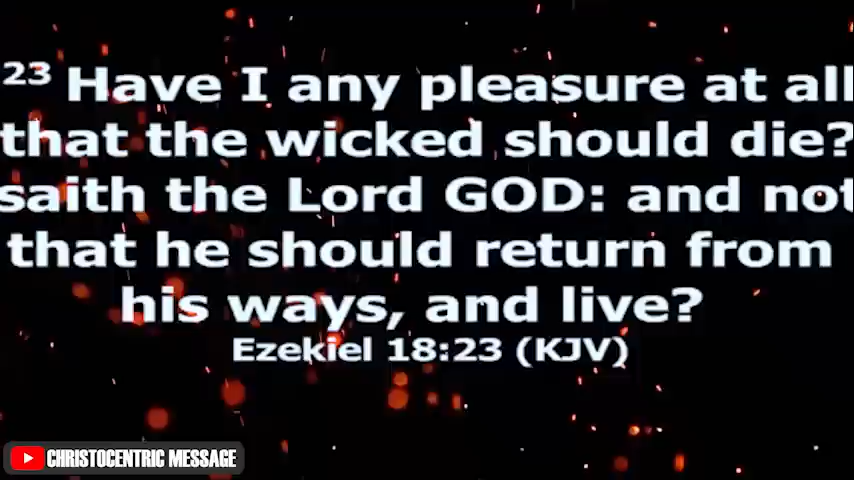 23 Have I any pleasure at all
that the wicked should die?
saith the Lord GOD: and not
that he should return from
his ways, and live?
Ezekiel 18:23 (KJV)
CHRISTOCENTRIC MESSAGE